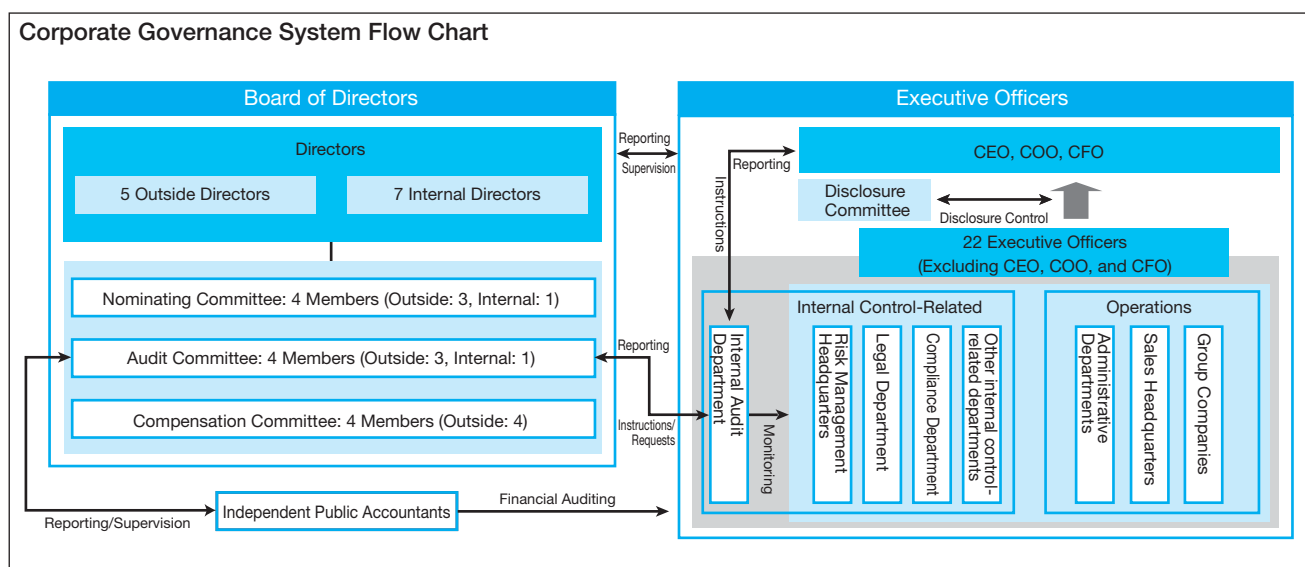 Corporate Governance System Flow Chart
Board of Directors
Directors
5 Outside Directors
7 Internal Directors
Nominating Committee: 4 Members (Outside: 3, Internal: 1)
Audit Committee: 4 Members (Outside: 3, Internal: 1)
Compensation Committee: 4 Members (Outside: 4)
Reporting/Supervision
Independent Public Accountants
Financial Auditing
Reporting
Supervision
Reporting
Instructions/
Requests
Executive Officers
CEO, COO, CFO
Reporting
Instructions
Disclosure
Committee
Disclosure Control
22 Executive Officers
(Excluding CEO, COO, and CFO)
Internal Control-Related
Internal Audit
Department
Monitoring
Risk Management
Headquarters
Legal Department
Compliance Department
Other internal control-
related departments
Operations
Administrative
Departments
Sales Headquarters
Group Companies